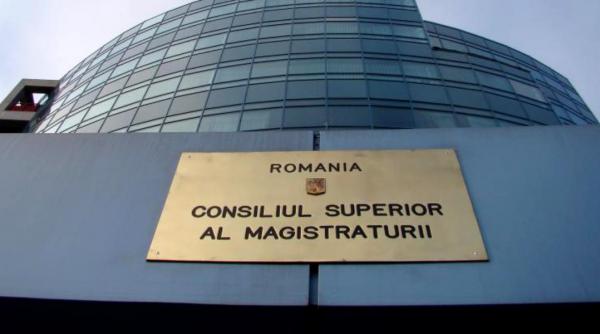 ROMANIA
CONSILIUL SUPERIOR
AL MAGISTRATURII